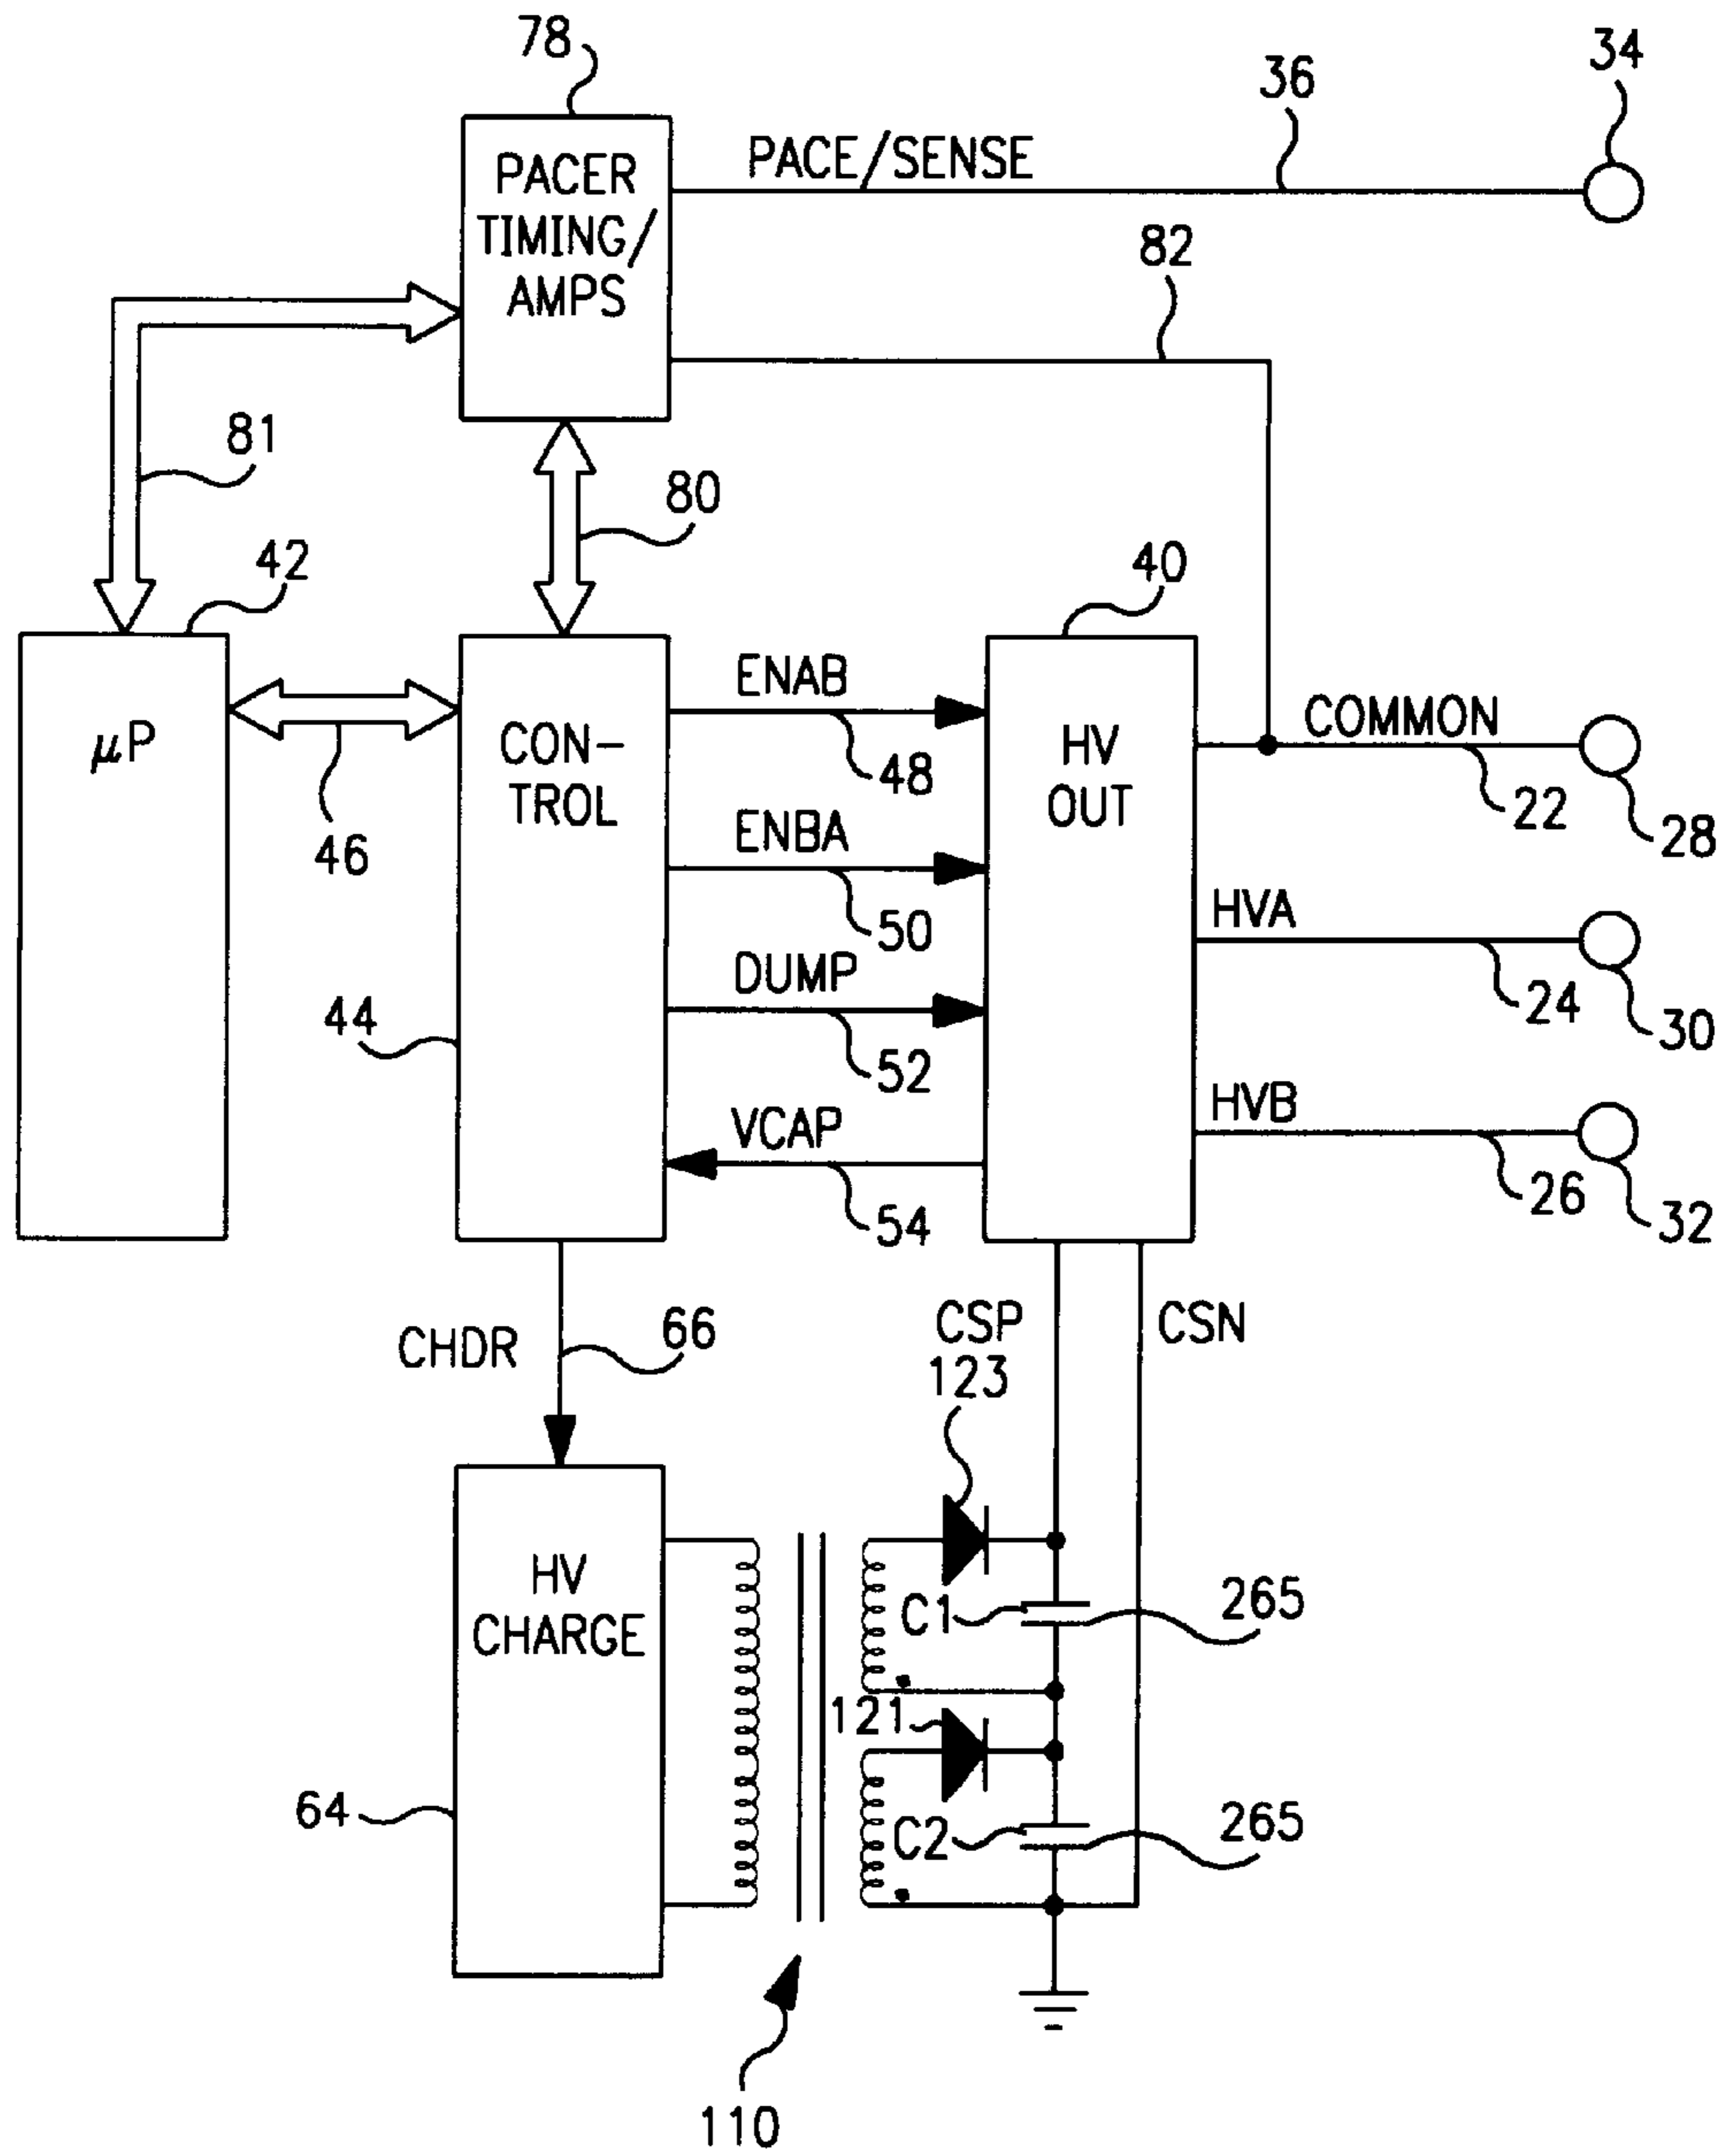 78
34
36
PACE/SENSE
PACER
TIMING/
AMPS
82
81
80
42
40
ENAB
COMMON
μP
CON-
TROL
HV
OUT
48
22
28
46
ENBA
HVA
50
DUMP
24
30
44
52
HVB
VCAP
26
32
54
CSP
CSN
CHDR
66
123
HV
CHARGE
C1
265
121
64
C2
265
110